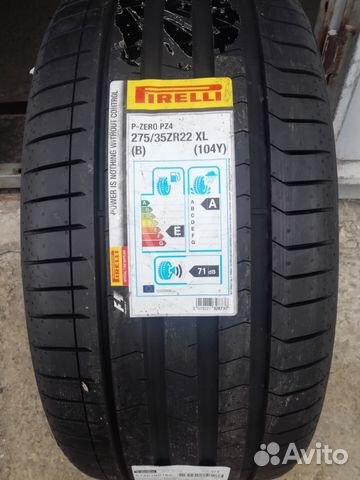 PIRELLI
POWER IS NOTHING WITHOUT CONTROL
P-ZERO PZ4
275/35ZR22 XL
(B) (104Y)
A
B
C
D
E
F
G
E
A
B
C
D
E
F
G
A
71 dB
PIRELLI
Avito